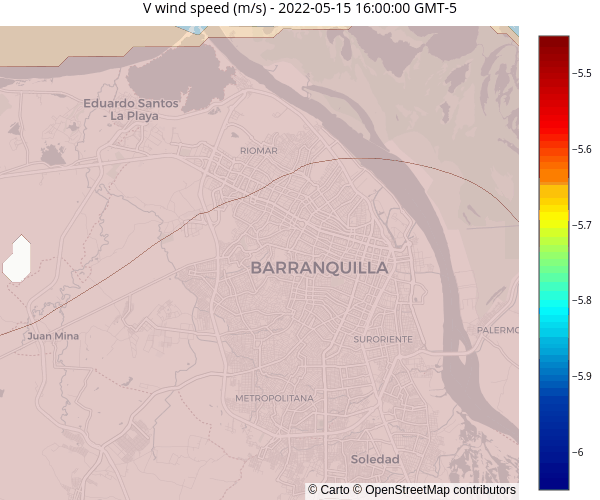 V wind speed (m/s) - 2022-05-15 16:00:00 GMT-5
−5.5
Eduardo Santos
- La Playa
RIOMAR
−5.6
−5.7
BARRANQUILLA
−5.8
Juan Mina
SURORIENTE
PALERMO
−5.9
METROPOLITANA
Soledad
−6
© Carto © OpenStreetMap contributors